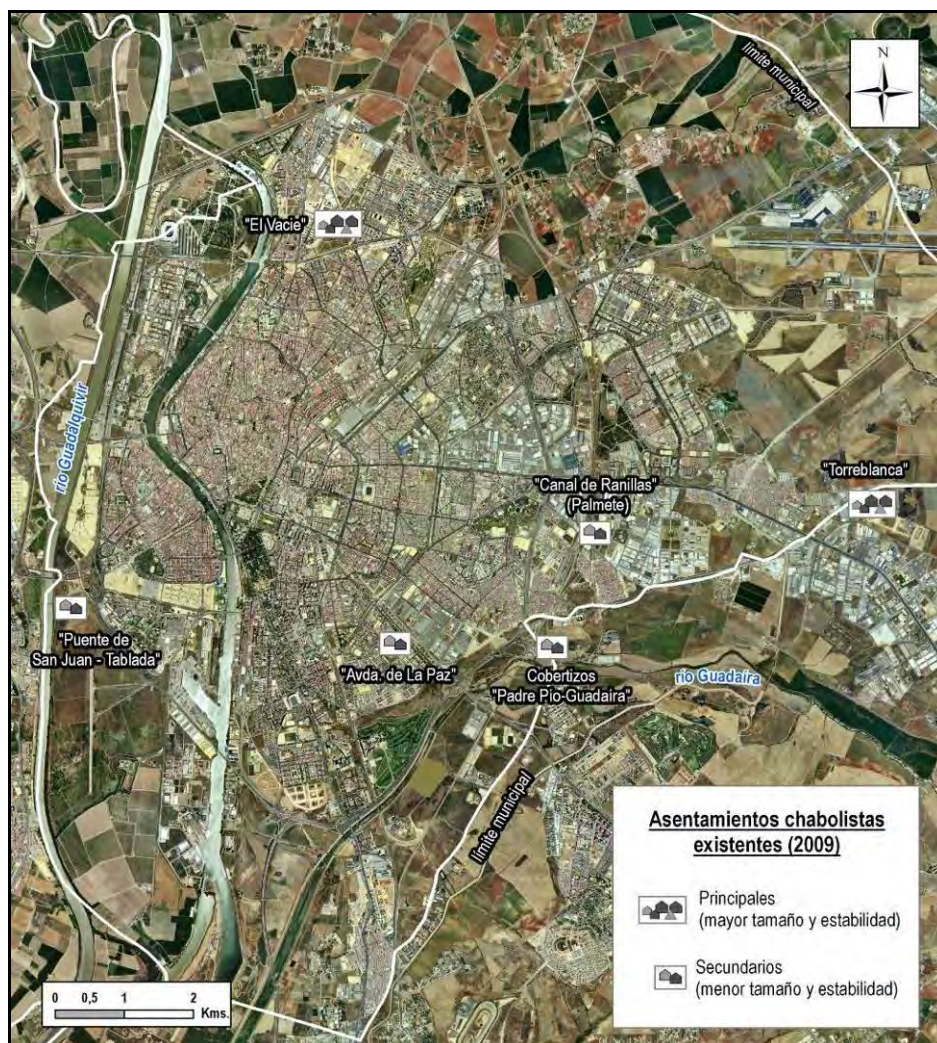 N
límite municipal
"El Vacie"
río Guadalquivir
"Torreblanca"
"Canal de Ranillas"
(Palmete)
"Puente de
San Juan - Tablada"
"Avda. de La Paz"
Cobertizos
"Padre Pio-Guadaira"
río Guadaira
límite municipal
Asentamientos chabolistas
existentes (2009)
Principales
(mayor tamaño y estabilidad)
Secundarios
(menor tamaño y estabilidad)
0 0,5 1 2
Kms.